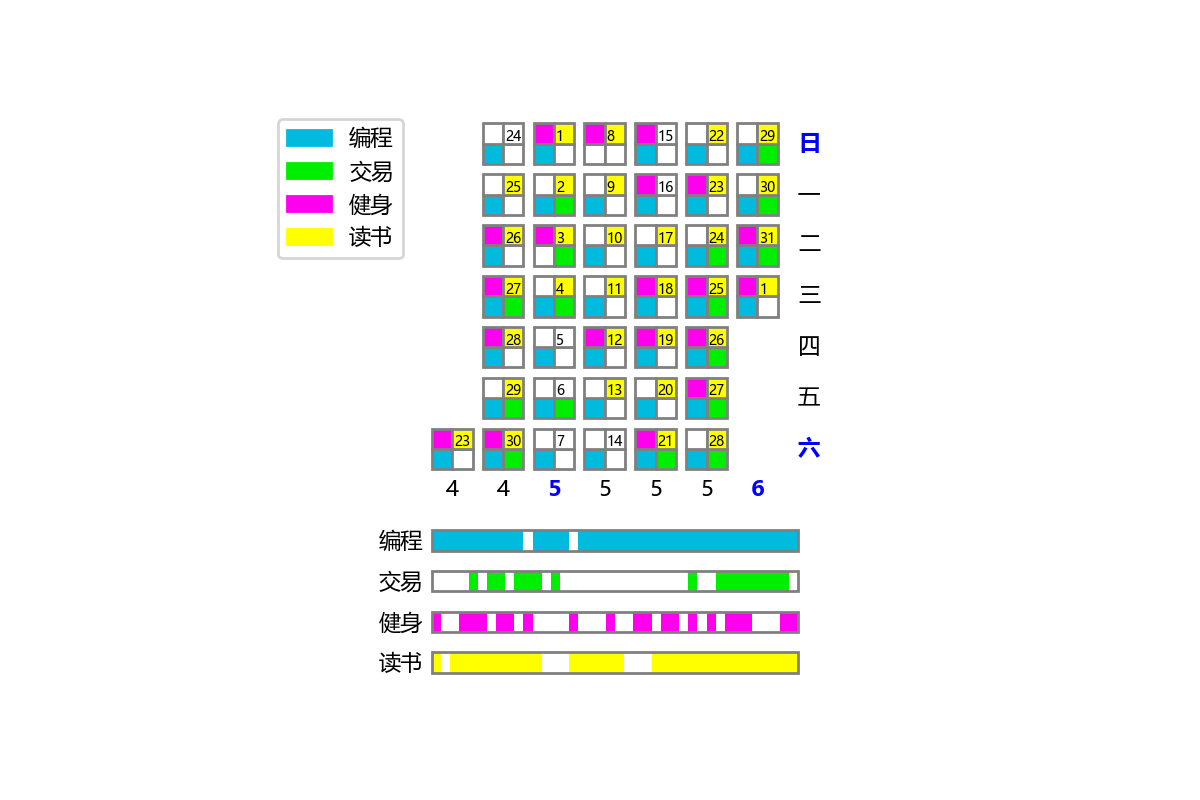 编程
交易
健身
读书
24 1 8 15 22 29 日
25 2 9 16 23 30 一
26 3 10 17 24 31 二
27 4 11 18 25 1 三
28 5 12 19 26 四
29 6 13 20 27 五
23 30 7 14 21 28 六
4 4 5 5 5 5 6
编程
交易
健身
读书